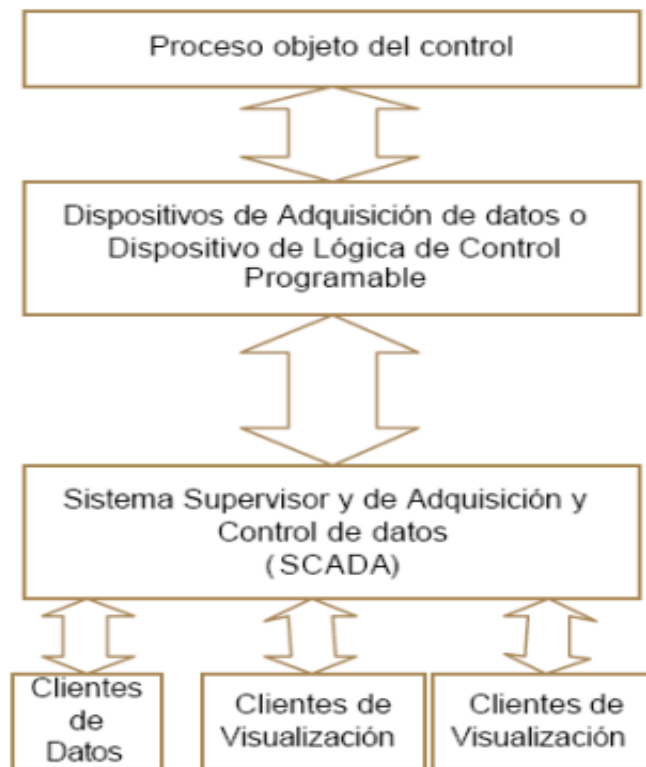 Proceso objeto del control
Dispositivos de Adquisición de datos o
Dispositivo de Lógica de Control
Programable
Sistema Supervisor y de Adquisición y
Control de datos
(SCADA)
Clientes
de
Datos
Clientes de
Visualización
Clientes de
Visualización